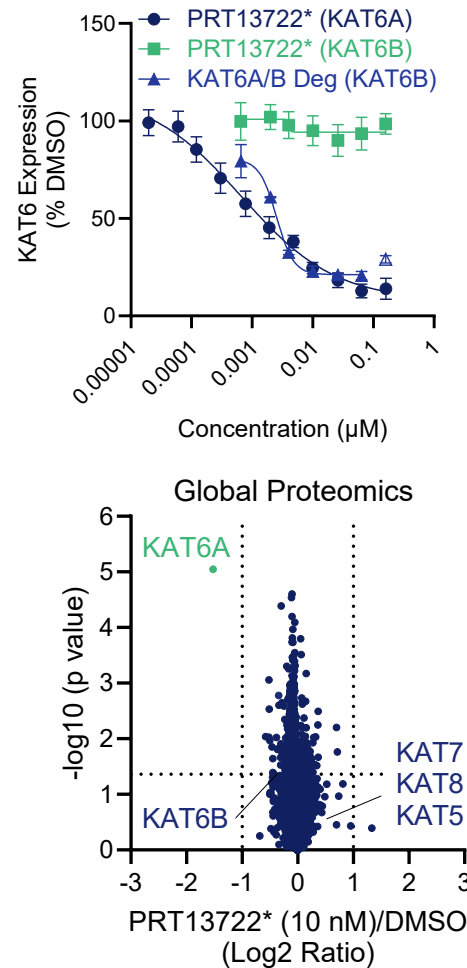 PRT13722* (KAT6A)
PRT13722* (KAT6B)
KAT6A/B Deg (KAT6B)
KAT6 Expression
(% DMSO)
150
100
50
0
0.00001
0.0001
0.001
0.01
0.1
1
Concentration (µM)
Global Proteomics
-log10 (p value)
6
5
4
3
2
1
0
KAT6A
KAT6B
KAT7
KAT8
KAT5
-3
-2
-1
0
1
2
3
PRT13722* (10 nM)/DMSO
(Log2 Ratio)